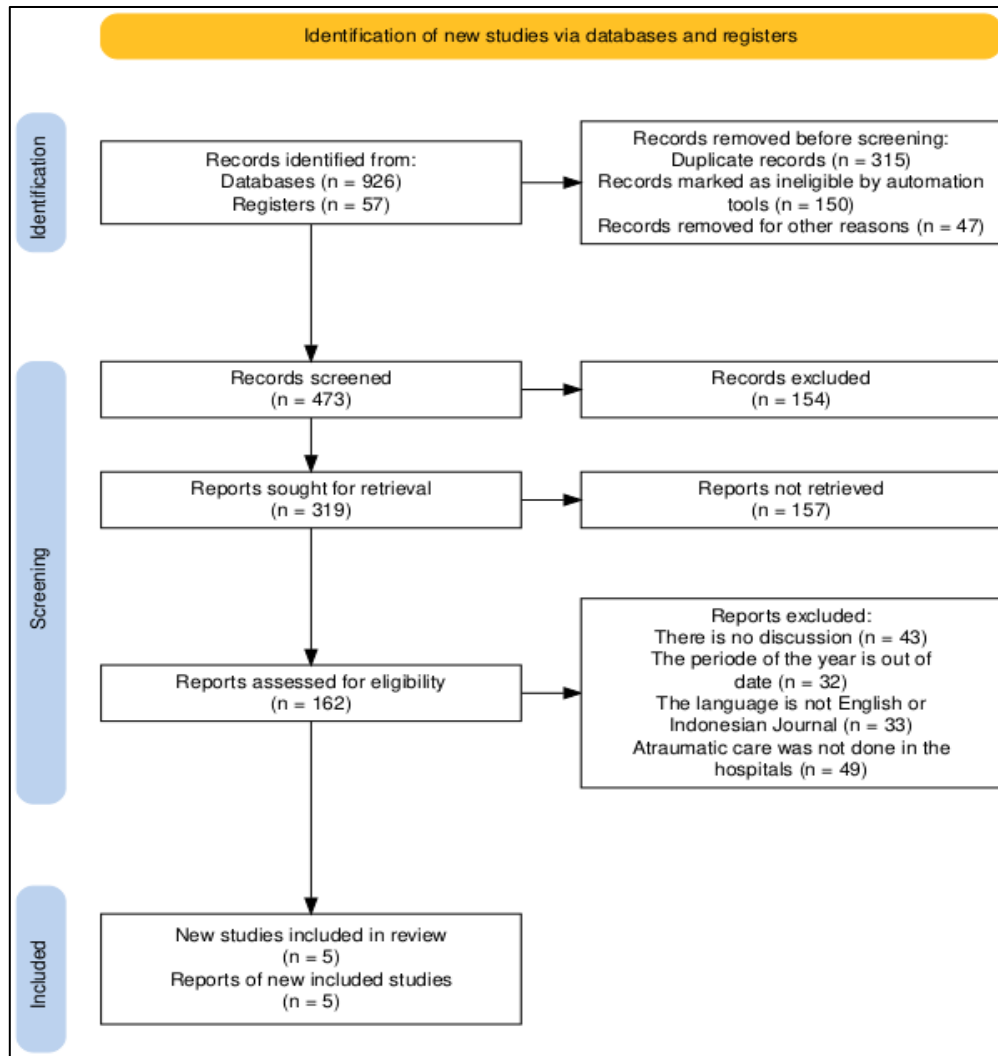 Identification of new studies via databases and registers
Identification
Records identified from:
Databases (n = 926)
Registers (n = 57)
Records removed before screening:
Duplicate records (n = 315)
Records marked as ineligible by automation
tools (n = 150)
Records removed for other reasons (n = 47)
Screening
Records screened
(n = 473)
Records excluded
(n = 154)
Reports sought for retrieval
(n = 319)
Reports not retrieved
(n = 157)
Reports assessed for eligibility
(n = 162)
Reports excluded:
There is no discussion (n = 43)
The periode of the year is out of
date (n = 32)
The language is not English or
Indonesian Journal (n = 33)
Atraumatic care was not done in the
hospitals (n = 49)
Included
New studies included in review
(n = 5)
Reports of new included studies
(n = 5)